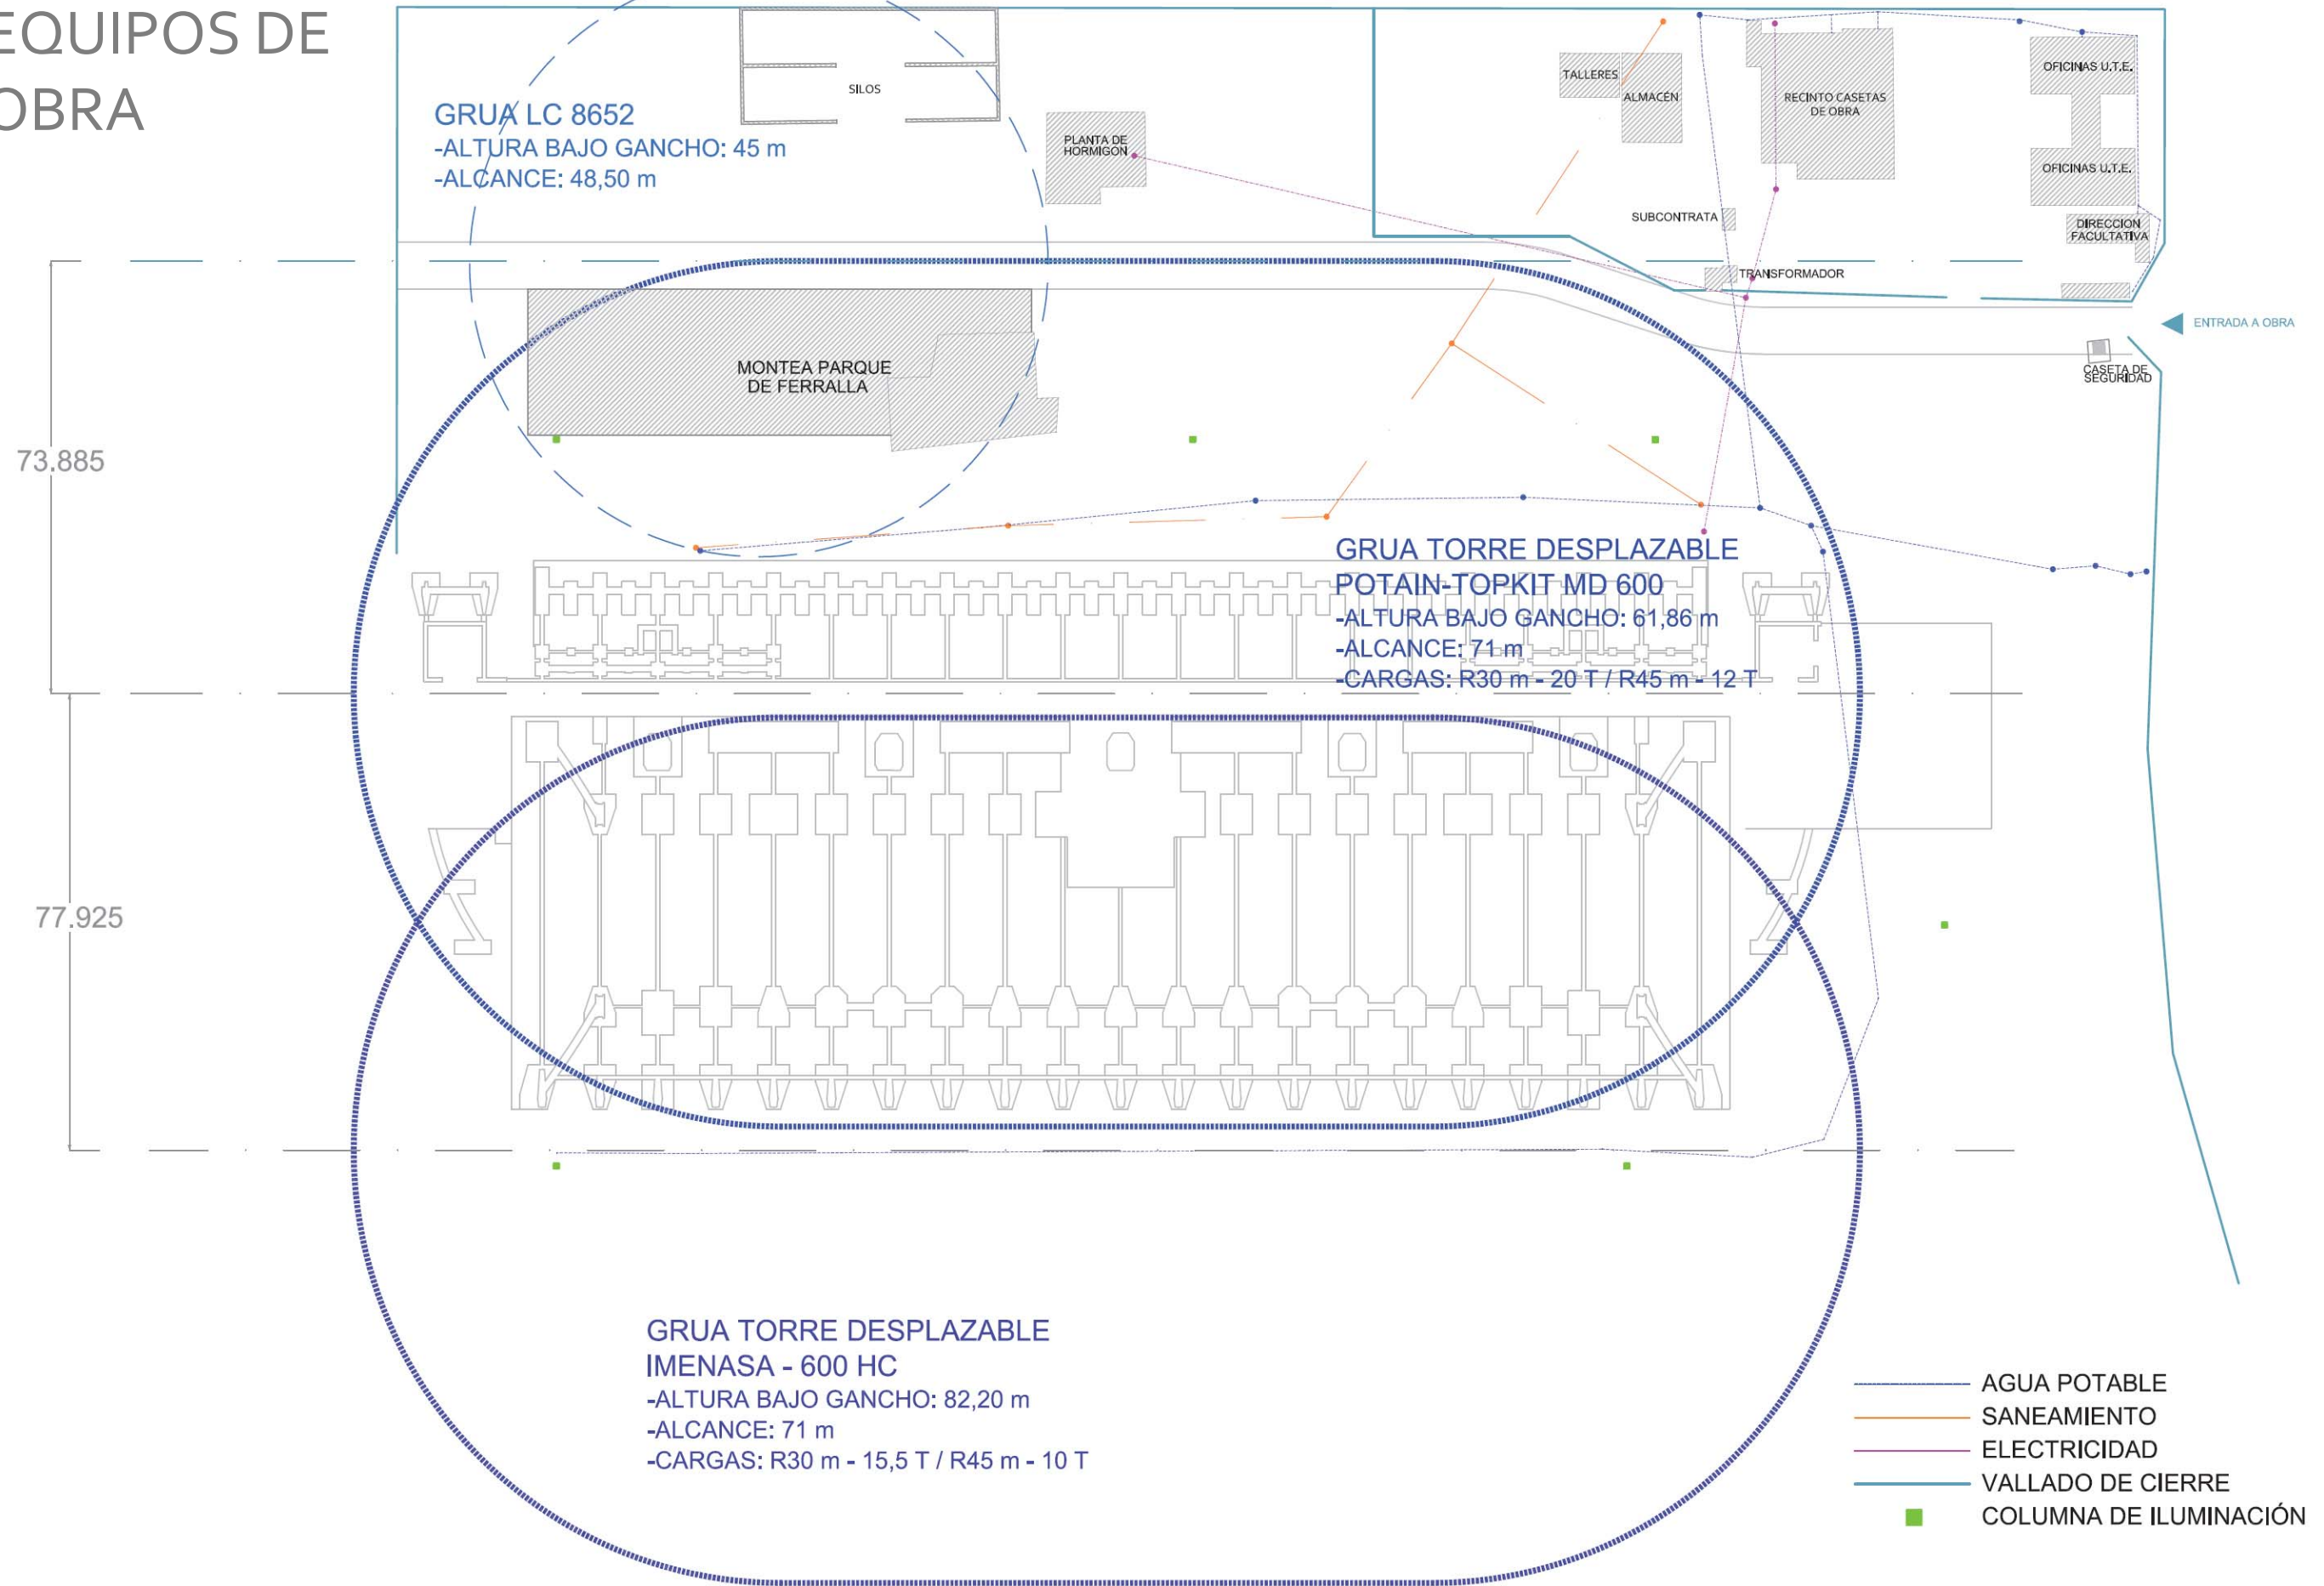 EQUIPOS DE
OBRA
GRUA LC 8652
-ALTURA BAJO GANCHO: 45 m
-ALCANCE: 48,50 m
SILOS
PLANTA DE
HORMIGON
TALLERES
ALMACÉN
RECINTO CASETAS
DE OBRA
OFICINAS U.T.E.
OFICINAS U.T.E.
SUBCONTRATA
DIRECCION
FACULTATIVA
TRANSFORMADOR
ENTRADA A OBRA
CASETA DE
SEGURIDAD
MONTEA PARQUE
DE FERRALLA
73.885
GRUA TORRE DESPLAZABLE
POTAIN-TOPKIT MD 600
-ALTURA BAJO GANCHO: 61,86 m
-ALCANCE: 71 m
-CARGAS: R30 m - 20 T / R45 m - 12 T
77.925
GRUA TORRE DESPLAZABLE
IMENASA - 600 HC
-ALTURA BAJO GANCHO: 82,20 m
-ALCANCE: 71 m
-CARGAS: R30 m - 15,5 T / R45 m - 10 T
AGUA POTABLE
SANEAMIENTO
ELECTRICIDAD
VALLADO DE CIERRE
COLUMNA DE ILUMINACIÓN